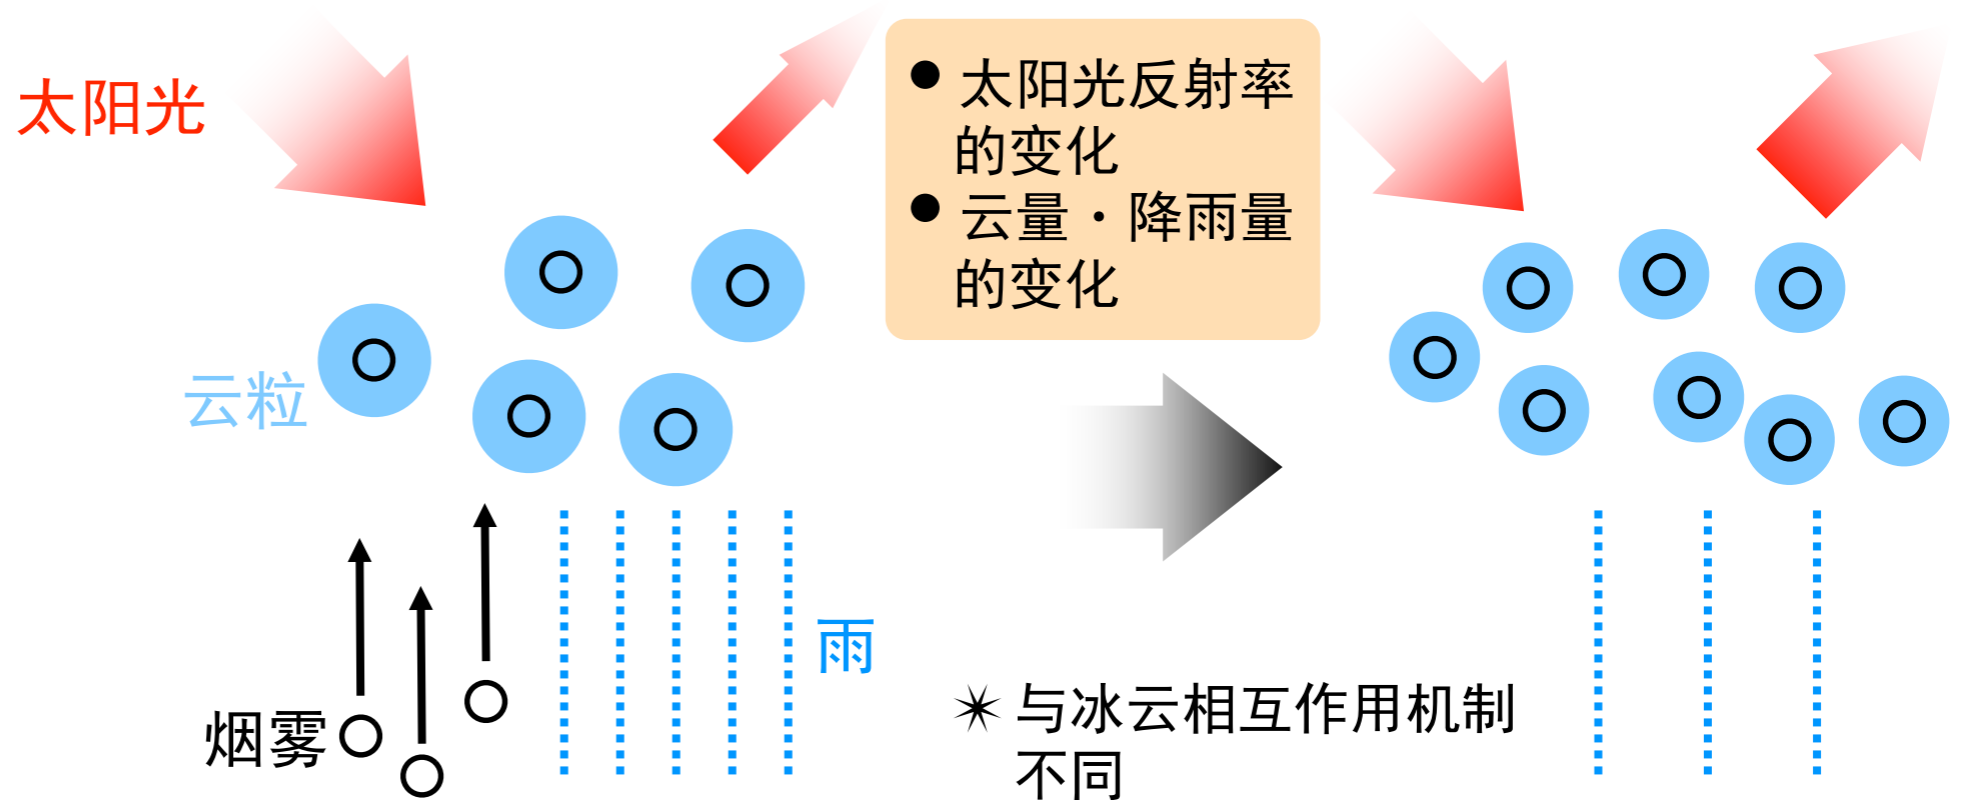 太阳光
● 太阳光反射率
的变化
● 云量・降雨量
的变化
云粒
雨
烟雾
✴ 与冰云相互作用机制
不同